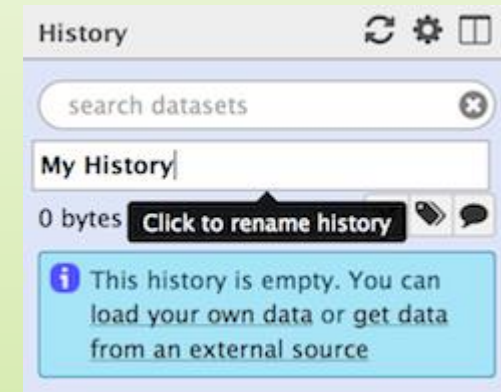 History
search datasets
My History
0 bytes
Click to rename history
This history is empty. You can
load your own data or get data
from an external source